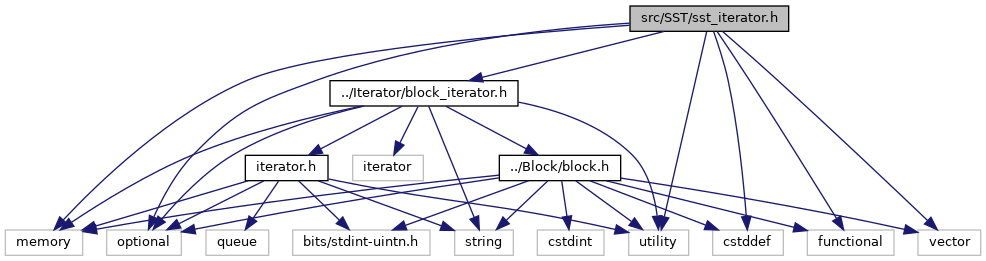 src/SST/sst_iterator.h
../Iterator/block_iterator.h
iterator.h
iterator
../Block/block.h
memory
optional
queue
bits/stdint-uintn.h
string
cstdint
utility
cstddef
functional
vector